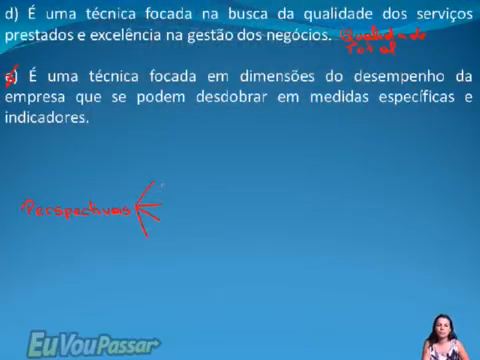 d) É uma técnica focada na busca da qualidade dos serviços
prestados e excelência na gestão dos negócios. Qualidade
Total
e) É uma técnica focada em dimensões do desempenho da
empresa que se podem desdobrar em medidas específicas e
indicadores.
Perspectivas
EuVouPassar